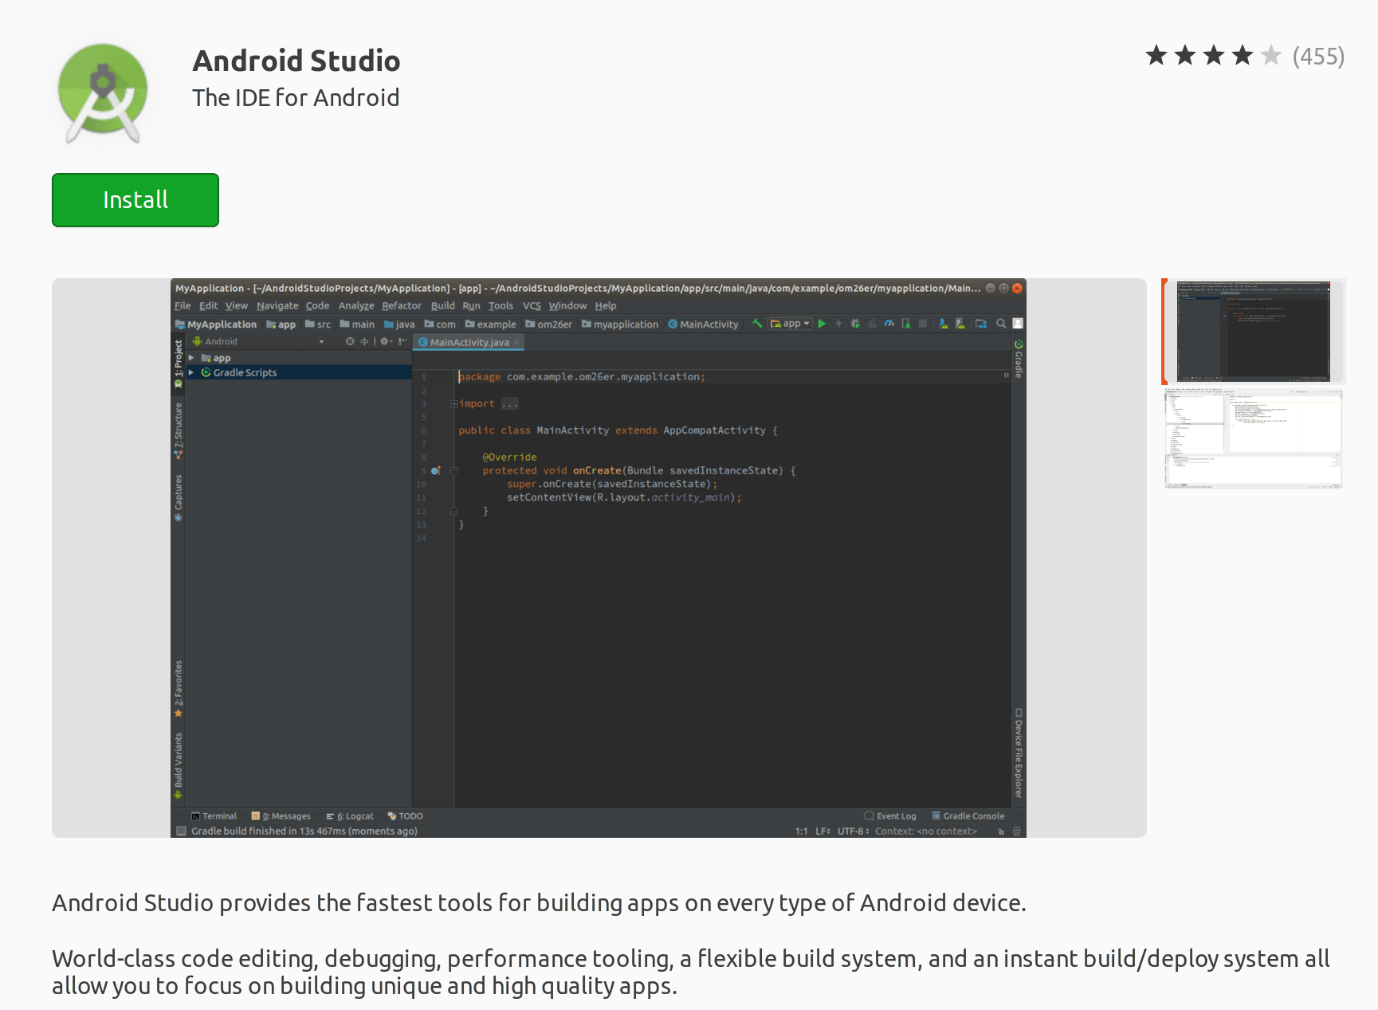 Android Studio
(455)
The IDE for Android
Install
MyApplication - [~/AndroidStudioProjects/MyApplication] - [app] - ~/AndroidStudioProjects/MyApplication/app/src/main/java/com/example/om26er/myapplication/Main...
File Edit View Navigate Code Analyze Refactor Build Run Tools VCS Window Help
MyApplication app src main java com example om26er myapplication MainActivity app
Android
MainActivity.java
1: Project
app
Gradle Scripts
Gradle
1 package com.example.om26er.myapplication;
2
3 import ...
5
6 public class MainActivity extends AppCompatActivity {
7
8 @Override
9 protected void onCreate(Bundle savedInstanceState) {
10 super.onCreate(savedInstanceState);
11 setContentView(R.layout.activity_main);
12 }
13 }
14
7: Structure
Captures
2: Favorites
Build Variants
Device File Explorer
Terminal 0: Messages 6: Logcat TODO Event Log Gradle Console
Gradle build finished in 13s 467ms (moments ago) 1:1 LF UTF-8 Context: <no context>
Android Studio provides the fastest tools for building apps on every type of Android device.
World-class code editing, debugging, performance tooling, a flexible build system, and an instant build/deploy system all
allow you to focus on building unique and high quality apps.